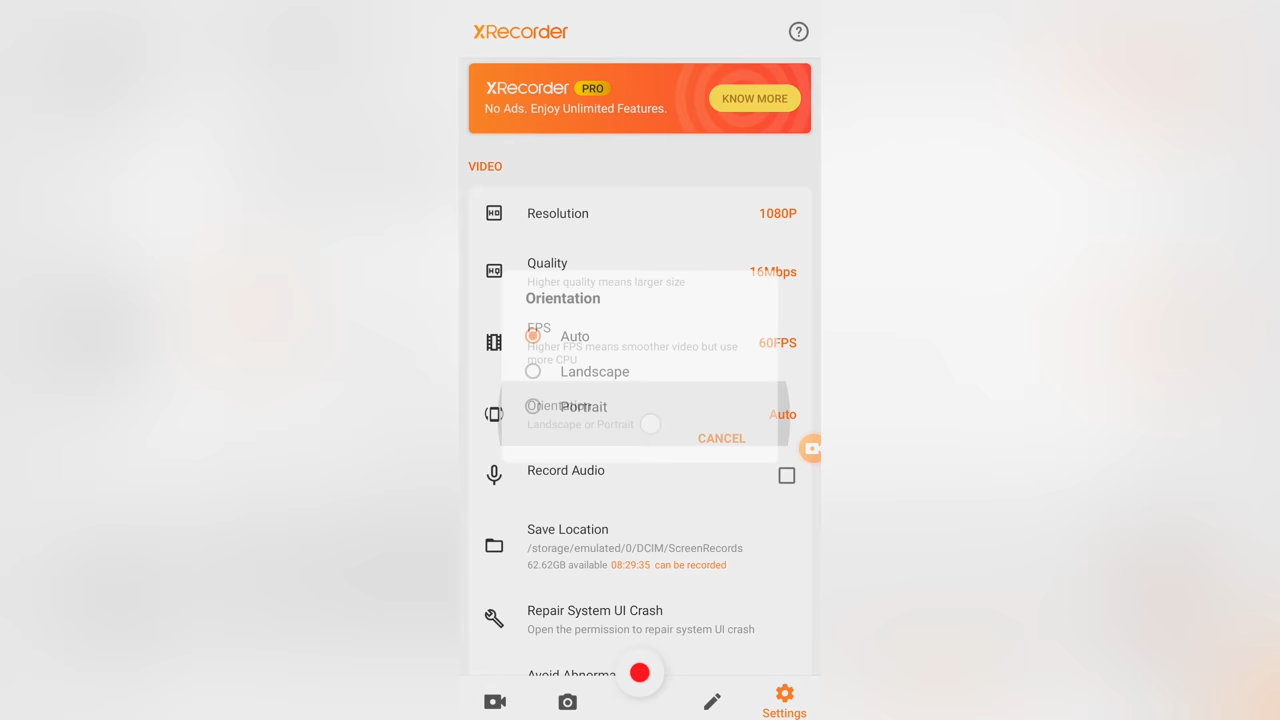 XRecorder
XRecorder PRO
No Ads. Enjoy Unlimited Features.
KNOW MORE
VIDEO
Resolution
1080P
Quality
16Mbps
Higher quality means larger size
Orientation
FPS
Auto
Higher FPS means smoother video but use
more CPU
60FPS
Landscape
Orientation
Portrait
Auto
Landscape or Portrait
CANCEL
Record Audio
Save Location
/storage/emulated/0/DCIM/ScreenRecords
62.62GB available 08:29:35 can be recorded
Repair System UI Crash
Open the permission to repair system UI crash
Avoid Abnorma
Settings